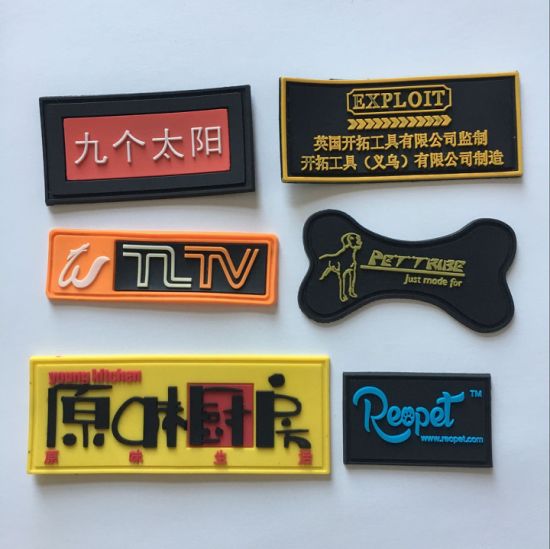 九个太阳
EXPLOIT
英国开拓工具有限公司监制
开拓工具（义乌）有限公司制造
TLTV
PET TRIBE
Just made for
young kitchen
原味厨房
原味生活
Reopet™
www.reopet.com